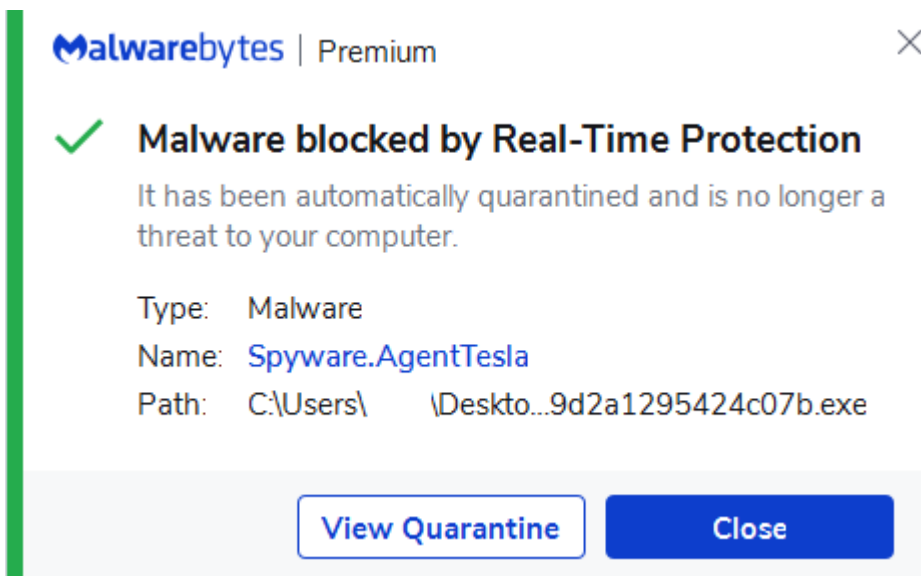 Malwarebytes | Premium
Malware blocked by Real-Time Protection
It has been automatically quarantined and is no longer a
threat to your computer.
Type: Malware
Name: Spyware.AgentTesla
Path: C:\Users\ \Deskto...9d2a1295424c07b.exe
View Quarantine Close